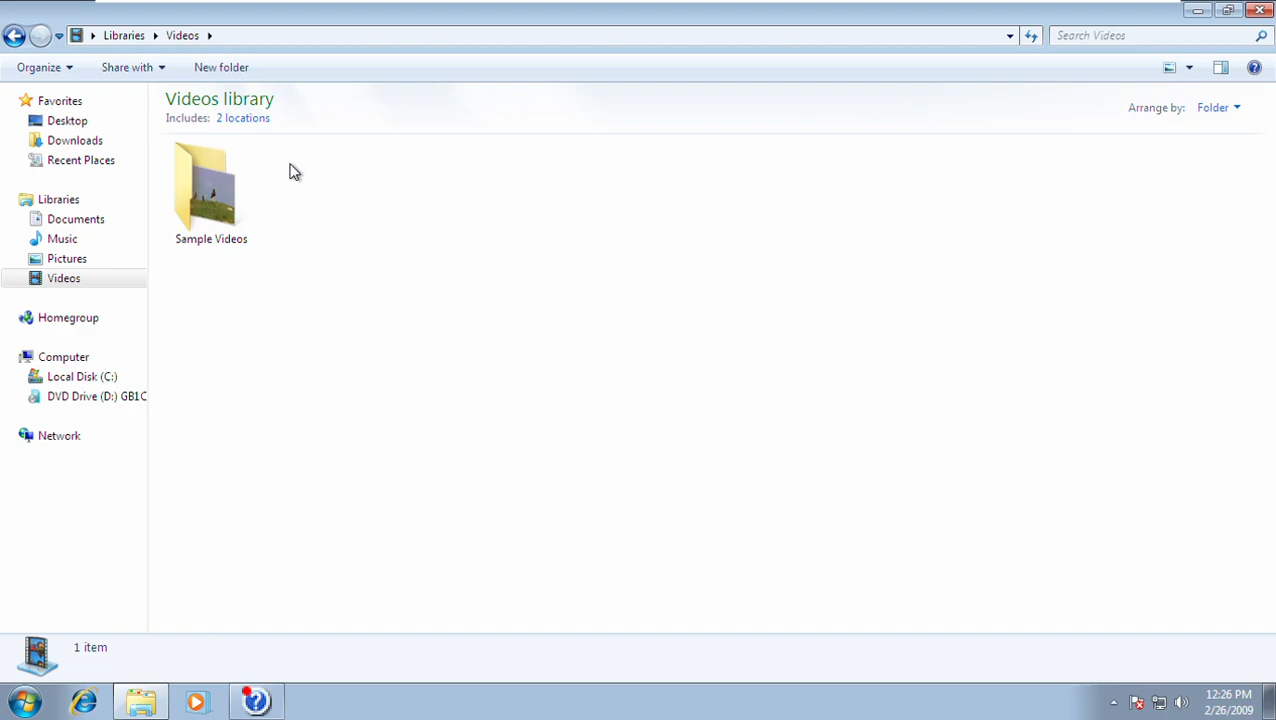 Libraries
Videos
Search Videos
Organize
Share with
New folder
Favorites
Desktop
Downloads
Recent Places
Libraries
Documents
Music
Pictures
Videos
Homegroup
Computer
Local Disk (C:)
DVD Drive (D:) GB1C
Network
Videos library
Includes: 2 locations
Arrange by: Folder
Sample Videos
1 item
12:26 PM
2/26/2009